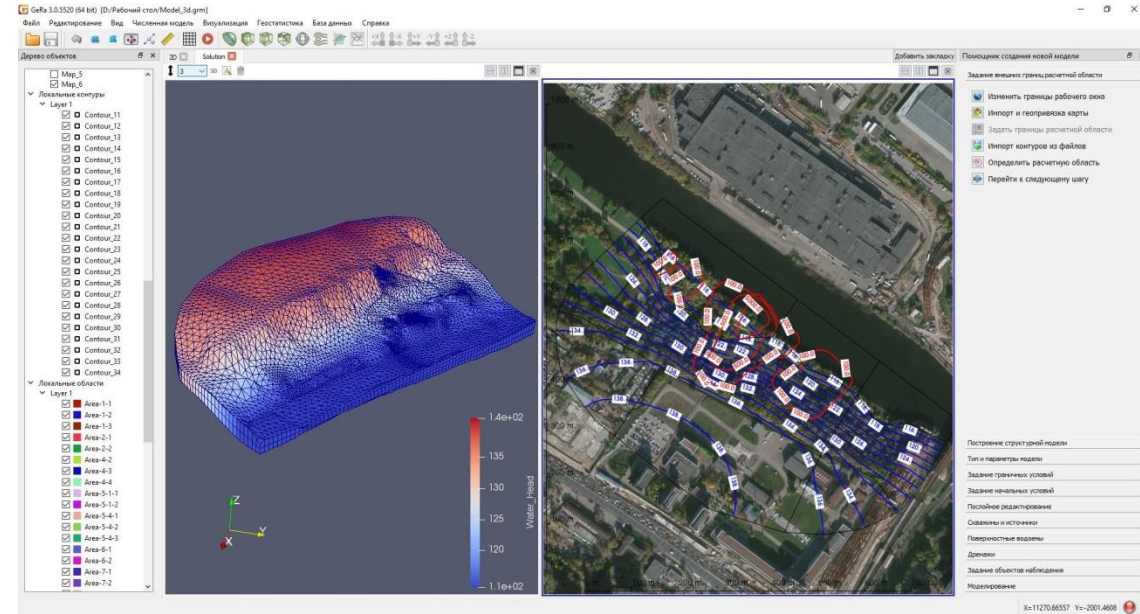 GeRa 3.0.5520 (64 bit) [D:/Рабочий стол/Model_3d.grm]
Файл Редактирование Вид Численная модель Визуализация Геостатистика База данных Справка
Дерево объектов
2D Solution
Добавить закладку
Помощник создания новой модели
3 3D
Map_5
Map_6
Локальные контуры
Layer 1
Contour_11
Contour_12
Contour_13
Contour_14
Contour_15
Contour_16
Contour_17
Contour_18
Contour_19
Contour_20
Contour_21
Contour_22
Contour_23
Contour_24
Contour_25
Contour_26
Contour_27
Contour_28
Contour_29
Contour_30
Contour_31
Contour_32
Contour_33
Contour_34
Локальные области
Layer 1
Area-1-1
Area-1-2
Area-1-3
Area-2-1
Area-2-2
Area-4-2
Area-4-3
Area-4-4
Area-5-1-1
Area-5-1-2
Area-5-4-1
Area-5-4-2
Area-5-4-3
Area-6-1
Area-6-2
Area-7-1
Area-7-2
Z
Y
X
1.4e+02
135
130
125
120
1.1e+02
Water_Head
Задание внешних границ расчетной области
Изменить границы рабочего окна
Импорт и геопривязка карты
Задать границы расчетной области
Импорт контуров из файлов
Определить расчетную область
Перейти к следующему шагу
Построение структурной модели
Тип и параметры модели
Задание граничных условий
Задание начальных условий
Послойное редактирование
Скважины и источники
Поверхностные водоемы
Дренажи
Задание объектов наблюдения
Моделирование
X=11270.66557 Y=-2001.4608